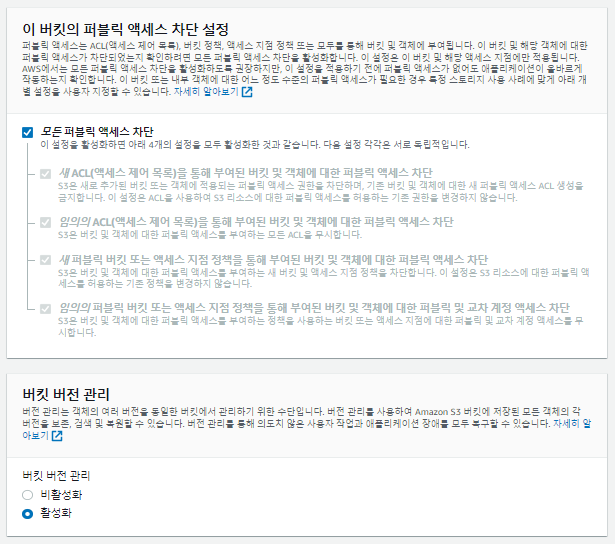 이 버킷의 퍼블릭 액세스 차단 설정
퍼블릭 액세스는 ACL(액세스 제어 목록), 버킷 정책, 액세스 지점 정책 또는 모두를 통해 버킷 및 객체에 부여됩니다. 이 버킷 및 해당 객체에 대한
퍼블릭 액세스가 차단되었는지 확인하려면 모든 퍼블릭 액세스 차단을 활성화합니다. 이 설정은 이 버킷 및 해당 액세스 지점에만 적용됩니다.
AWS에서는 모든 퍼블릭 액세스 차단을 활성화하도록 권장하지만, 이 설정을 적용하기 전에 퍼블릭 액세스가 없어도 애플리케이션이 올바르게
작동하는지 확인합니다. 이 버킷 또는 내부 객체에 대한 어느 정도 수준의 퍼블릭 액세스가 필요한 경우 특정 스토리지 사용 사례에 맞게 아래 개
별 설정을 사용자 지정할 수 있습니다. 자세히 알아보기
모든 퍼블릭 액세스 차단
이 설정을 활성화하면 아래 4개의 설정을 모두 활성화한 것과 같습니다. 다음 설정 각각은 서로 독립적입니다.
새 ACL(액세스 제어 목록)을 통해 부여된 버킷 및 객체에 대한 퍼블릭 액세스 차단
S3은 새로 추가된 버킷 또는 객체에 적용되는 퍼블릭 액세스 권한을 차단하며, 기존 버킷 및 객체에 대한 새 퍼블릭 액세스 ACL 생성을
금지합니다. 이 설정은 ACL을 사용하여 S3 리소스에 대한 퍼블릭 액세스를 허용하는 기존 권한을 변경하지 않습니다.
임의의 ACL(액세스 제어 목록)을 통해 부여된 버킷 및 객체에 대한 퍼블릭 액세스 차단
S3은 버킷 및 객체에 대한 퍼블릭 액세스를 부여하는 모든 ACL을 무시합니다.
새 퍼블릭 버킷 또는 액세스 지점 정책을 통해 부여된 버킷 및 객체에 대한 퍼블릭 액세스 차단
S3은 버킷 및 객체에 대한 퍼블릭 액세스를 부여하는 새 버킷 및 액세스 지점 정책을 차단합니다. 이 설정은 S3 리소스에 대한 퍼블릭 액
세스를 허용하는 기존 정책을 변경하지 않습니다.
임의의 퍼블릭 버킷 또는 액세스 지점 정책을 통해 부여된 버킷 및 객체에 대한 퍼블릭 및 교차 계정 액세스 차단
S3은 버킷 및 객체에 대한 퍼블릭 액세스를 부여하는 정책을 사용하는 버킷 또는 액세스 지점에 대한 퍼블릭 및 교차 계정 액세스를 무
시합니다.
버킷 버전 관리
버전 관리는 객체의 여러 버전을 동일한 버킷에서 관리하기 위한 수단입니다. 버전 관리를 사용하여 Amazon S3 버킷에 저장된 모든 객체의 각
버전을 보존, 검색 및 복원할 수 있습니다. 버전 관리를 통해 의도치 않은 사용자 작업과 애플리케이션 장애를 모두 복구할 수 있습니다. 자세히 알
아보기
버킷 버전 관리
비활성화
활성화